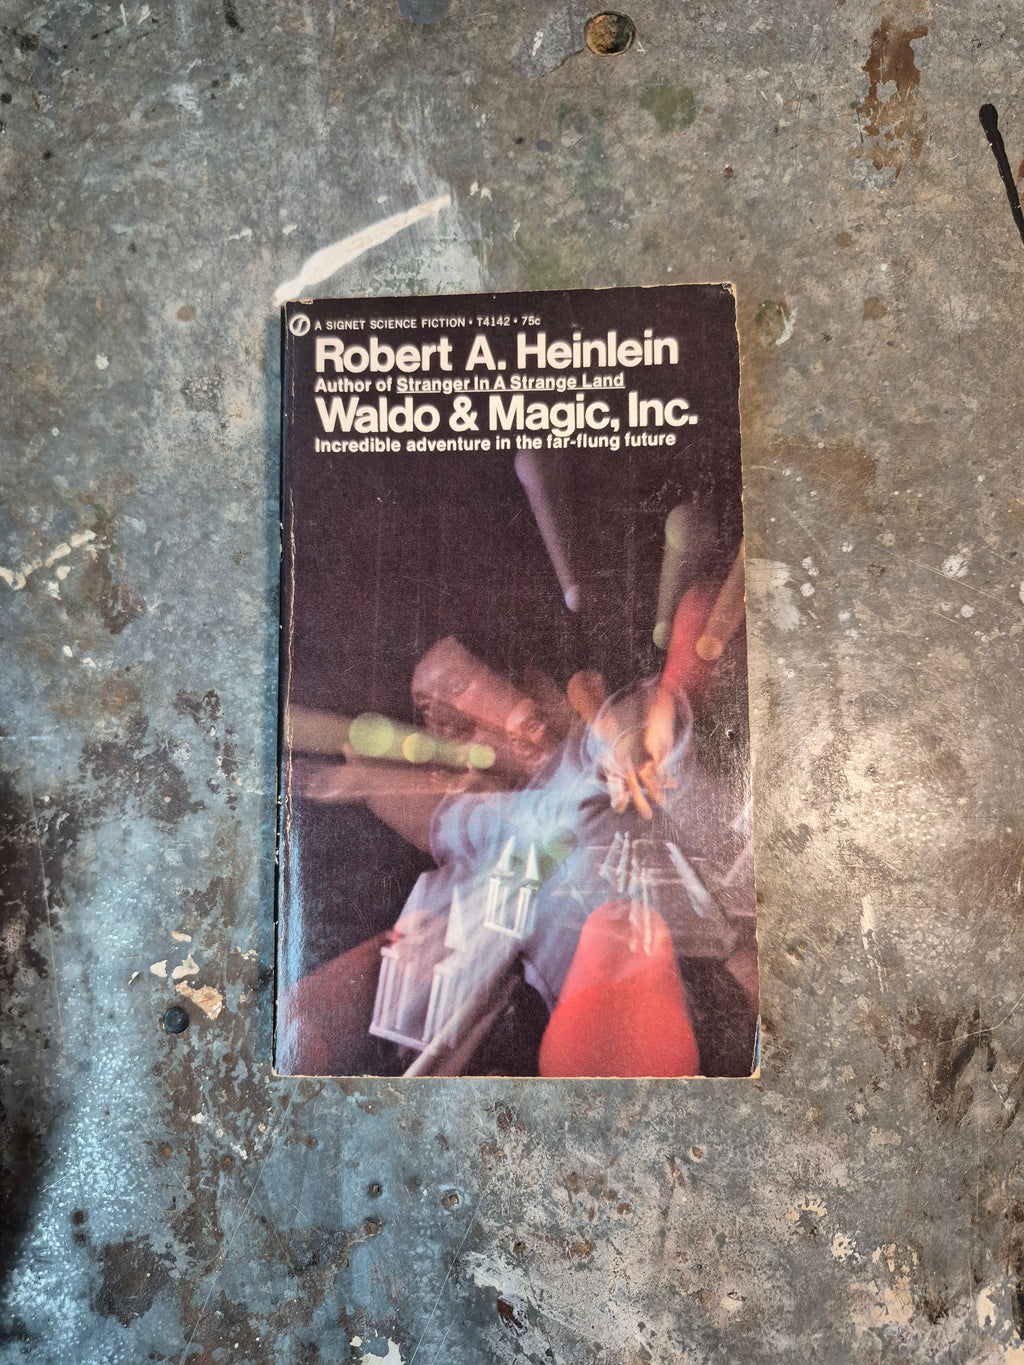 A SIGNET SCIENCE FICTION • T4142 • 75c
Robert A. Heinlein
Author of Stranger In A Strange Land
Waldo & Magic, Inc.
Incredible adventure in the far-flung future